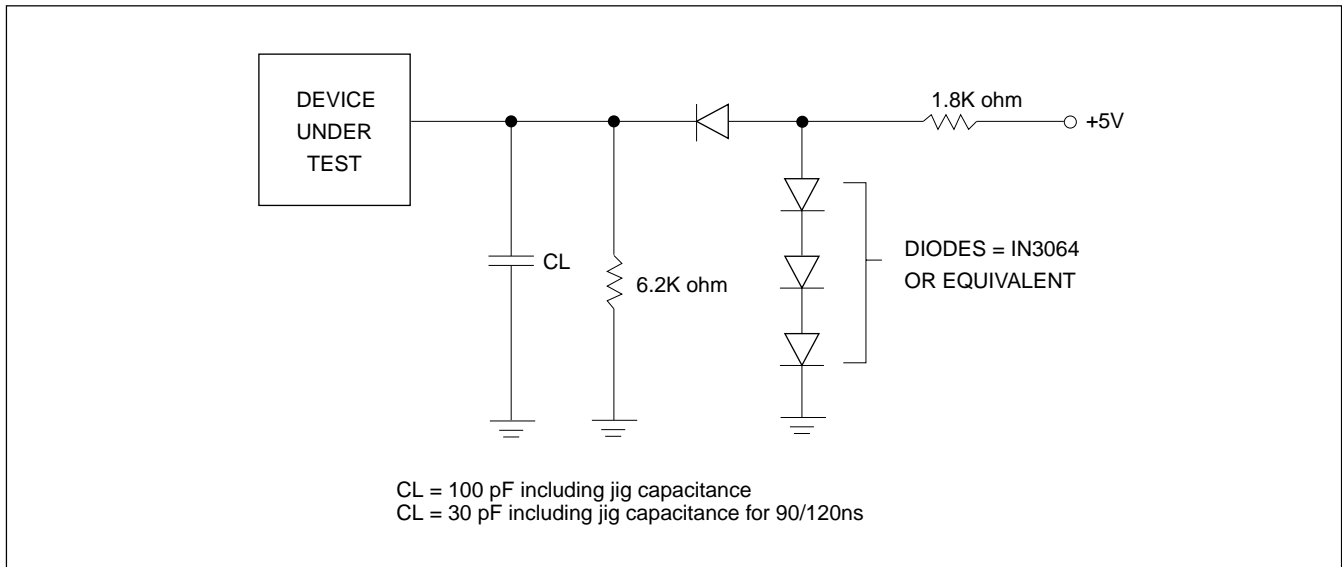 DEVICE
UNDER
TEST
1.8K ohm
+5V
CL
6.2K ohm
DIODES = IN3064
OR EQUIVALENT
CL = 100 pF including jig capacitance
CL = 30 pF including jig capacitance for 90/120ns